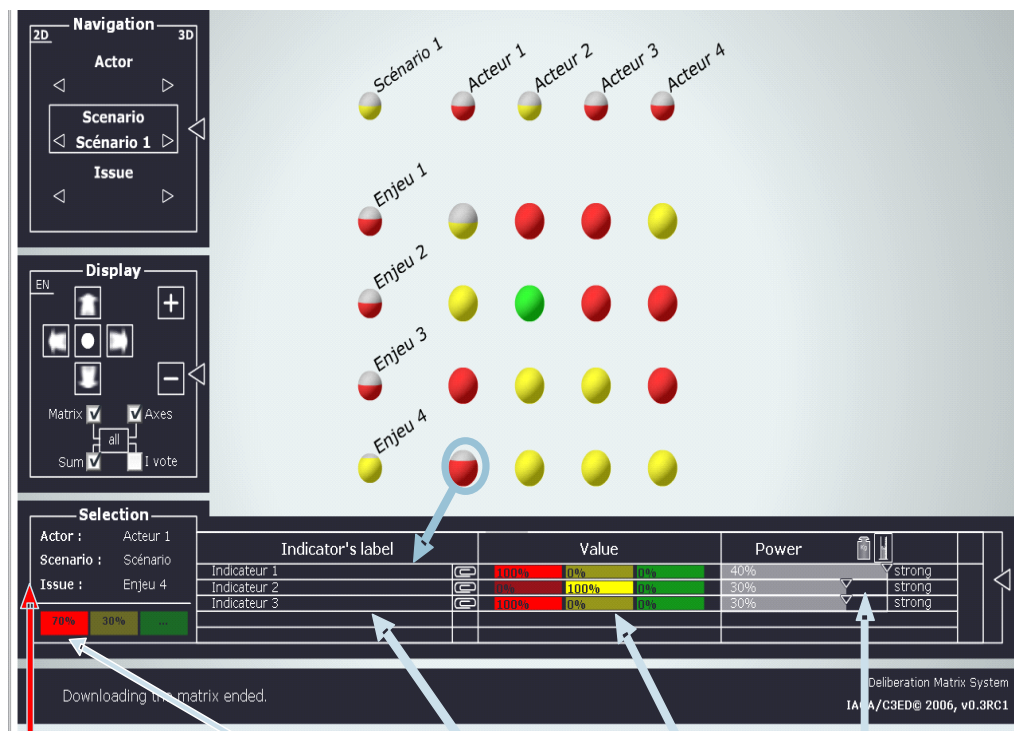 Navigation
2D 3D
Actor
Scenario
Scénario 1
Issue
Scénario 1 Acteur 1 Acteur 2 Acteur 3 Acteur 4
Enjeu 1
Enjeu 2
Enjeu 3
Enjeu 4
Display
EN
+
−
Matrix Axes
all
Sum I vote
Selection
Actor : Acteur 1
Scenario : Scénario
Issue : Enjeu 4
70% 30% ...
Indicator's label Value Power
Indicateur 1 100% 0% 0% 40% strong
Indicateur 2 0% 100% 0% 30% strong
Indicateur 3 100% 0% 0% 30% strong
Downloading the matrix ended.
Deliberation Matrix System
IACA/C3ED© 2006, v0.3RC1